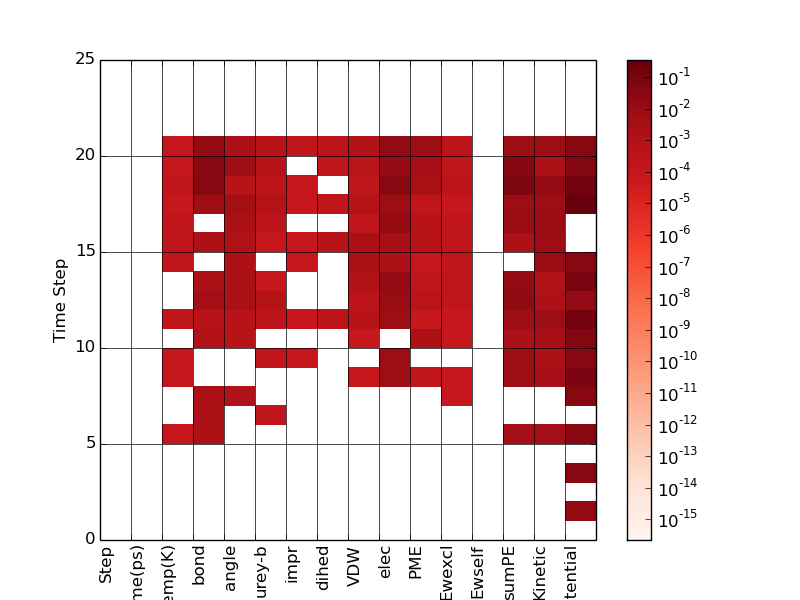 25
20
15
10
5
0
Time Step
Step
me(ps)
emp(K)
bond
angle
urey-b
impr
dihed
VDW
elec
PME
Ewexcl
Ewself
sumPE
Kinetic
tential
10^-1
10^-2
10^-3
10^-4
10^-5
10^-6
10^-7
10^-8
10^-9
10^-10
10^-11
10^-12
10^-13
10^-14
10^-15